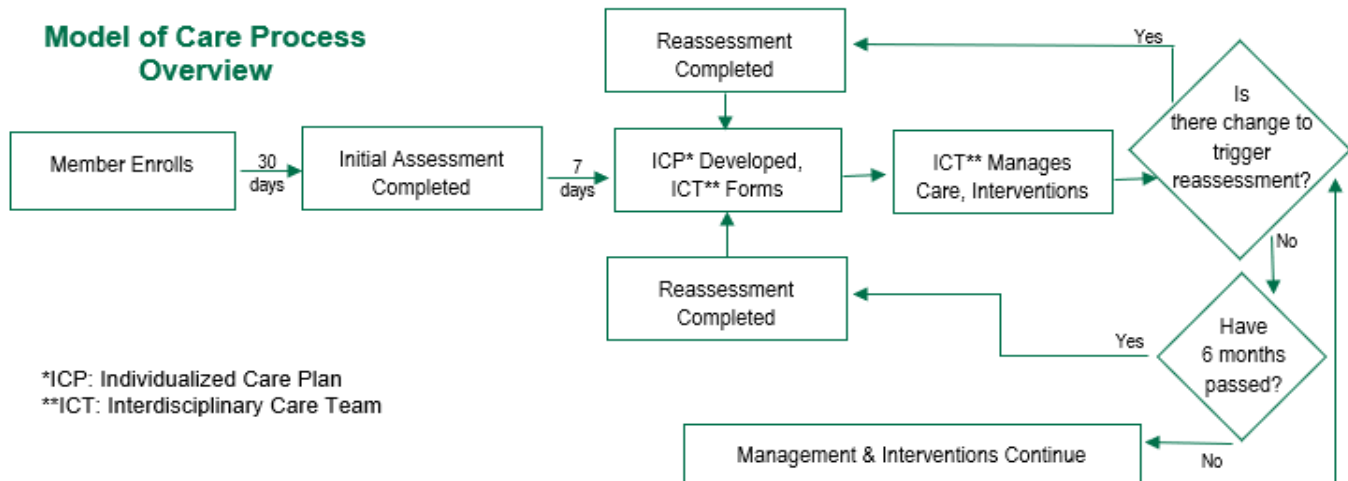 Model of Care Process
Overview
Reassessment
Completed
Yes
Is
there change to
trigger
reassessment?
Member Enrolls
30
days
Initial Assessment
Completed
7
days
ICP* Developed,
ICT** Forms
ICT** Manages
Care, Interventions
No
Reassessment
Completed
Yes
Have
6 months
passed?
*ICP: Individualized Care Plan
**ICT: Interdisciplinary Care Team
Management & Interventions Continue
No